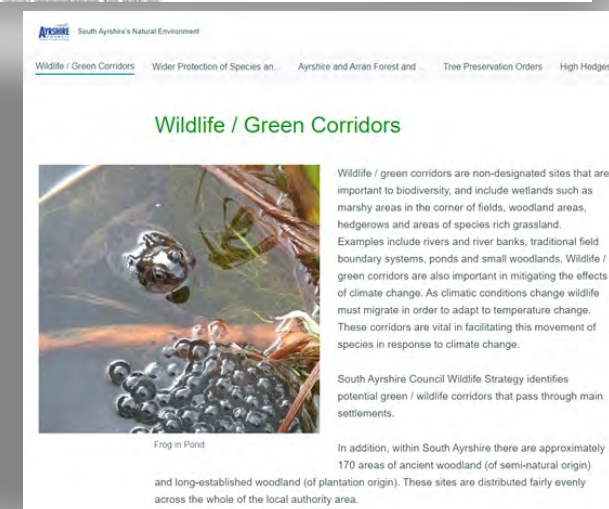 AYRSHIRE
COUNCIL
South Ayrshire's Natural Environment
Wildlife / Green Corridors Wider Protection of Species an... Ayrshire and Arran Forest and ... Tree Preservation Orders High Hedges
Wildlife / Green Corridors
Wildlife / green corridors are non-designated sites that are
important to biodiversity, and include wetlands such as
marshy areas in the corner of fields, woodland areas,
hedgerows and areas of species rich grassland.
Examples include rivers and river banks, traditional field
boundary systems, ponds and small woodlands. Wildlife /
green corridors are also important in mitigating the effects
of climate change. As climatic conditions change wildlife
must migrate in order to adapt to temperature change.
These corridors are vital in facilitating this movement of
species in response to climate change.
South Ayrshire Council Wildlife Strategy identifies
potential green / wildlife corridors that pass through main
settlements.
Frog in Pond
In addition, within South Ayrshire there are approximately
170 areas of ancient woodland (of semi-natural origin)
and long-established woodland (of plantation origin). These sites are distributed fairly evenly
across the whole of the local authority area.